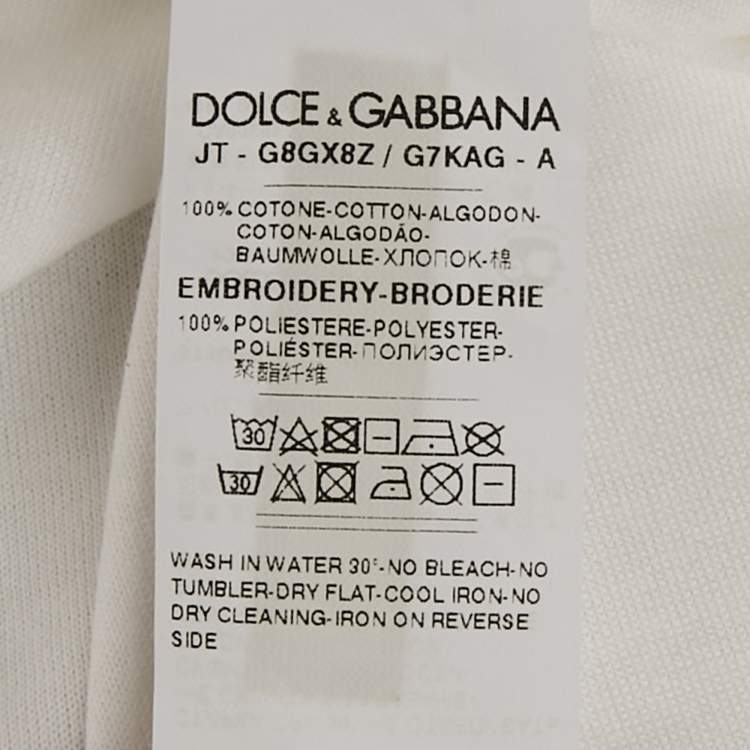 DOLCE & GABBANA
JT - G8GX8Z / G7KAG - A
100% COTONE-COTTON-ALGODON-
COTON-ALGODÃO-
BAUMWOLLE-ХЛОПОК-棉
EMBROIDERY-BRODERIE
100% POLIESTERE-POLYESTER-
POLIÉSTER-ПОЛИЭСТЕР-
聚酯纤维
30
30
WASH IN WATER 30°-NO BLEACH-NO
TUMBLER-DRY FLAT-COOL IRON-NO
DRY CLEANING-IRON ON REVERSE
SIDE